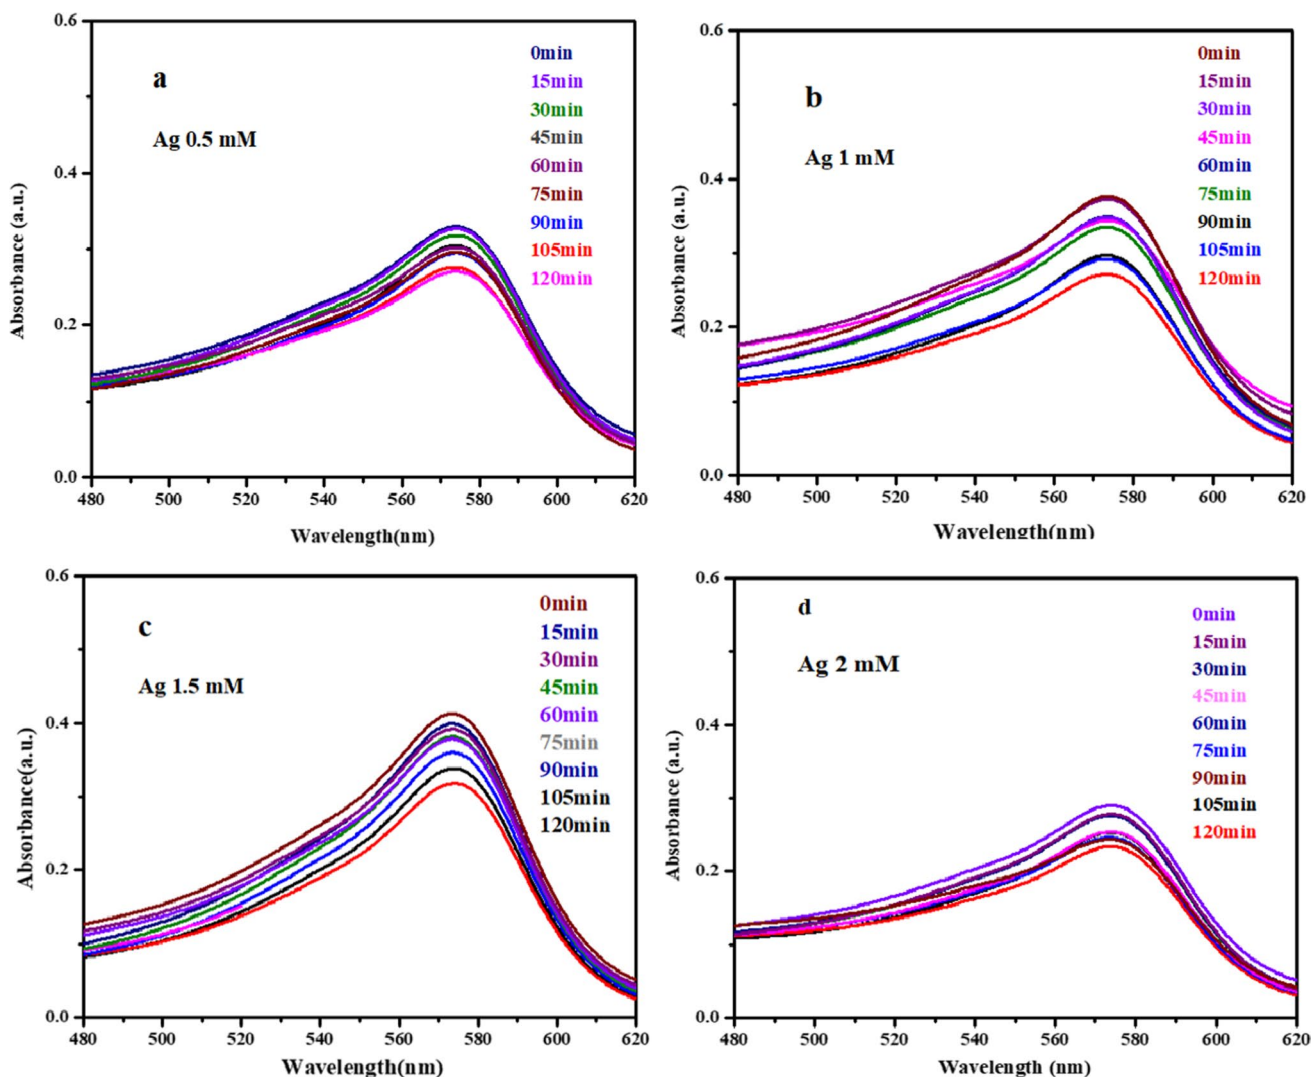 0.6
0.4
0.2
0.0
Absorbance (a.u.)
a
Ag 0.5 mM
0min
15min
30min
45min
60min
75min
90min
105min
120min
480 500 520 540 560 580 600 620
Wavelength(nm)
0.6
0.4
0.2
0.0
Absorbance (a.u.)
b
Ag 1 mM
0min
15min
30min
45min
60min
75min
90min
105min
120min
480 500 520 540 560 580 600 620
Wavelength(nm)
0.6
0.4
0.2
0.0
Absorbance(a.u.)
c
Ag 1.5 mM
0min
15min
30min
45min
60min
75min
90min
105min
120min
480 500 520 540 560 580 600 620
Wavelength(nm)
0.6
0.4
0.2
0.0
Absorbance (a.u.)
d
Ag 2 mM
0min
15min
30min
45min
60min
75min
90min
105min
120min
480 500 520 540 560 580 600 620
Wavelength (nm)